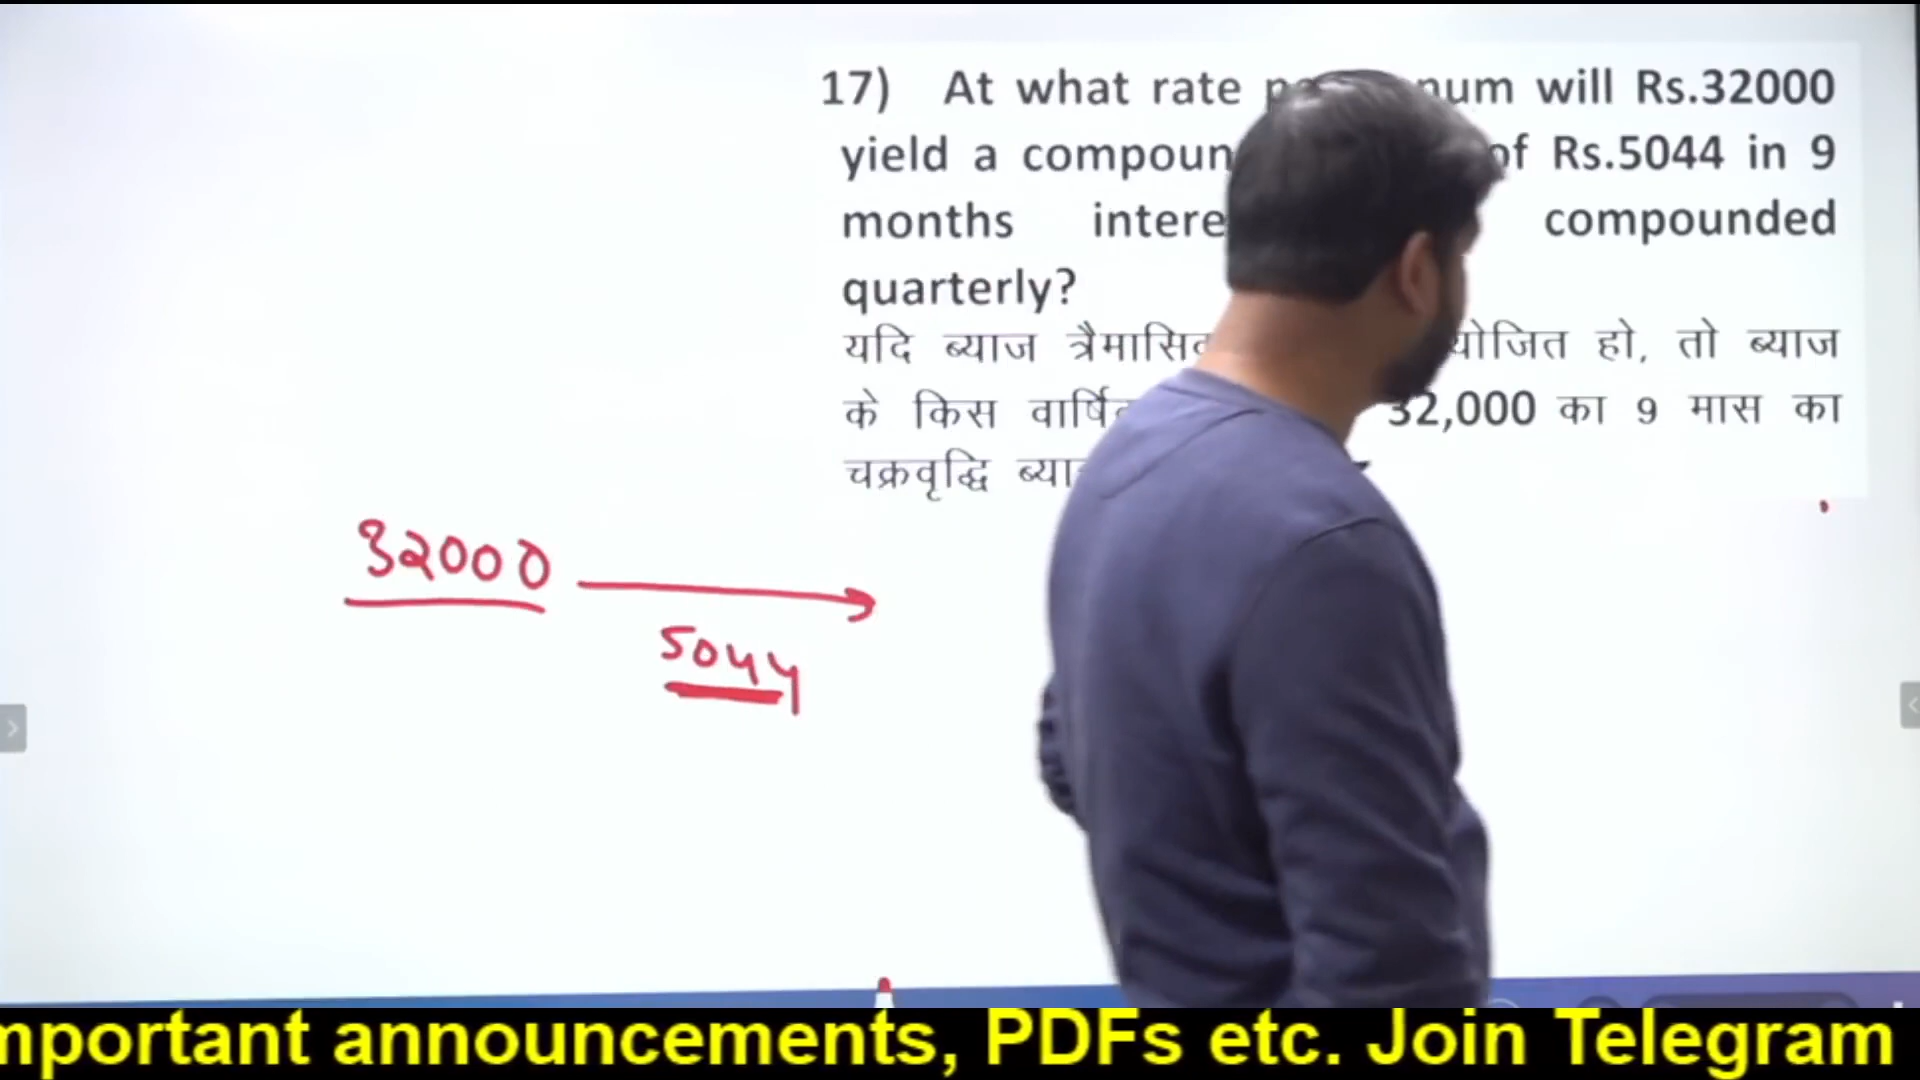 17) At what rate num will Rs.32000
yield a compoun of Rs.5044 in 9
months intere compounded
quarterly?
यदि ब्याज त्रैमासिक योजित हो, तो ब्याज
के किस वार्षि 32,000 का 9 मास का
चक्रवृद्धि ब्या
32000
5044
mportant announcements, PDFs etc. Join Telegram